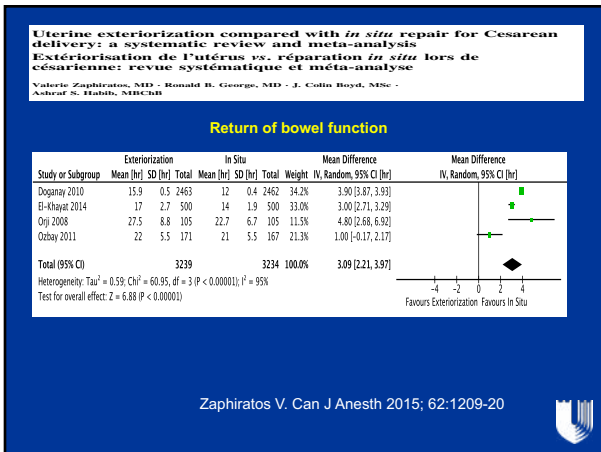 Uterine exteriorization compared with in situ repair for Cesarean
delivery: a systematic review and meta-analysis
Extériorisation de l'utérus vs. réparation in situ lors de
césarienne: revue systématique et méta-analyse
Valerie Zaphiratos, MD · Ronald B. George, MD · J. Colin Boyd, MSc ·
Ashraf S. Habib, MBChB
Return of bowel function
Exteriorization In Situ Mean Difference Mean Difference
Study or Subgroup Mean [hr] SD [hr] Total Mean [hr] SD [hr] Total Weight IV, Random, 95% CI [hr] IV, Random, 95% CI [hr]
Doganay 2010 15.9 0.5 2463 12 0.4 2462 34.2% 3.90 [3.87, 3.93]
El-Khayat 2014 17 2.7 500 14 1.9 500 33.0% 3.00 [2.71, 3.29]
Orji 2008 27.5 8.8 105 22.7 6.7 105 11.5% 4.80 [2.68, 6.92]
Ozbay 2011 22 5.5 171 21 5.5 167 21.3% 1.00 [-0.17, 2.17]
Total (95% CI) 3239 3234 100.0% 3.09 [2.21, 3.97]
Heterogeneity: Tau² = 0.59; Chi² = 60.95, df = 3 (P < 0.00001); I² = 95%
Test for overall effect: Z = 6.88 (P < 0.00001)
-4 -2 0 2 4
Favours Exteriorization Favours In Situ
Zaphiratos V. Can J Anesth 2015; 62:1209-20